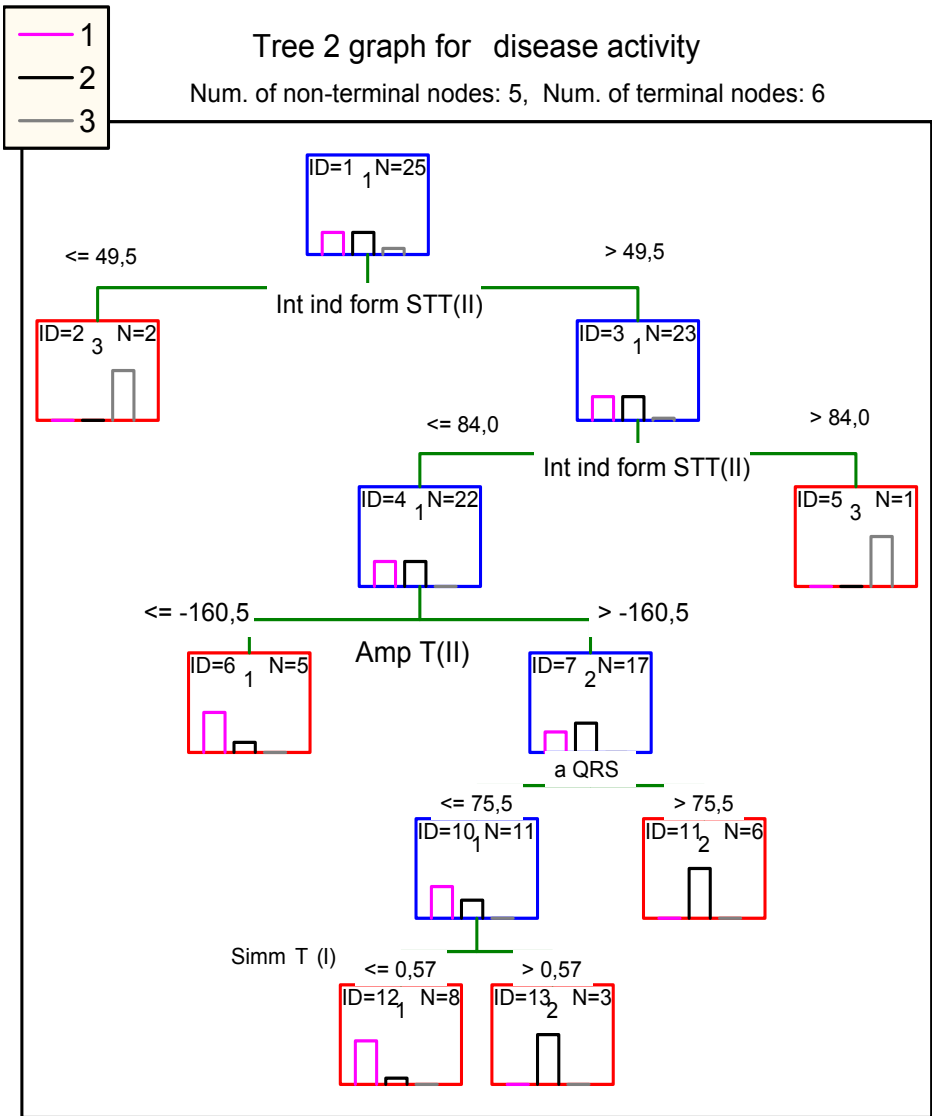 1
2
3
Tree 2 graph for disease activity
Num. of non-terminal nodes: 5, Num. of terminal nodes: 6
ID=1 N=25
1
<= 49,5 > 49,5
Int ind form STT(II)
ID=2 N=2
3
ID=3 N=23
1
<= 84,0 > 84,0
Int ind form STT(II)
ID=4 N=22
1
ID=5 N=1
3
<= -160,5 > -160,5
Amp T(II)
ID=6 N=5
1
ID=7 N=17
2
a QRS
<= 75,5 > 75,5
ID=10 N=11
1
ID=11 N=6
2
Simm T (I)
<= 0,57 > 0,57
ID=12 N=8
1
ID=13 N=3
2